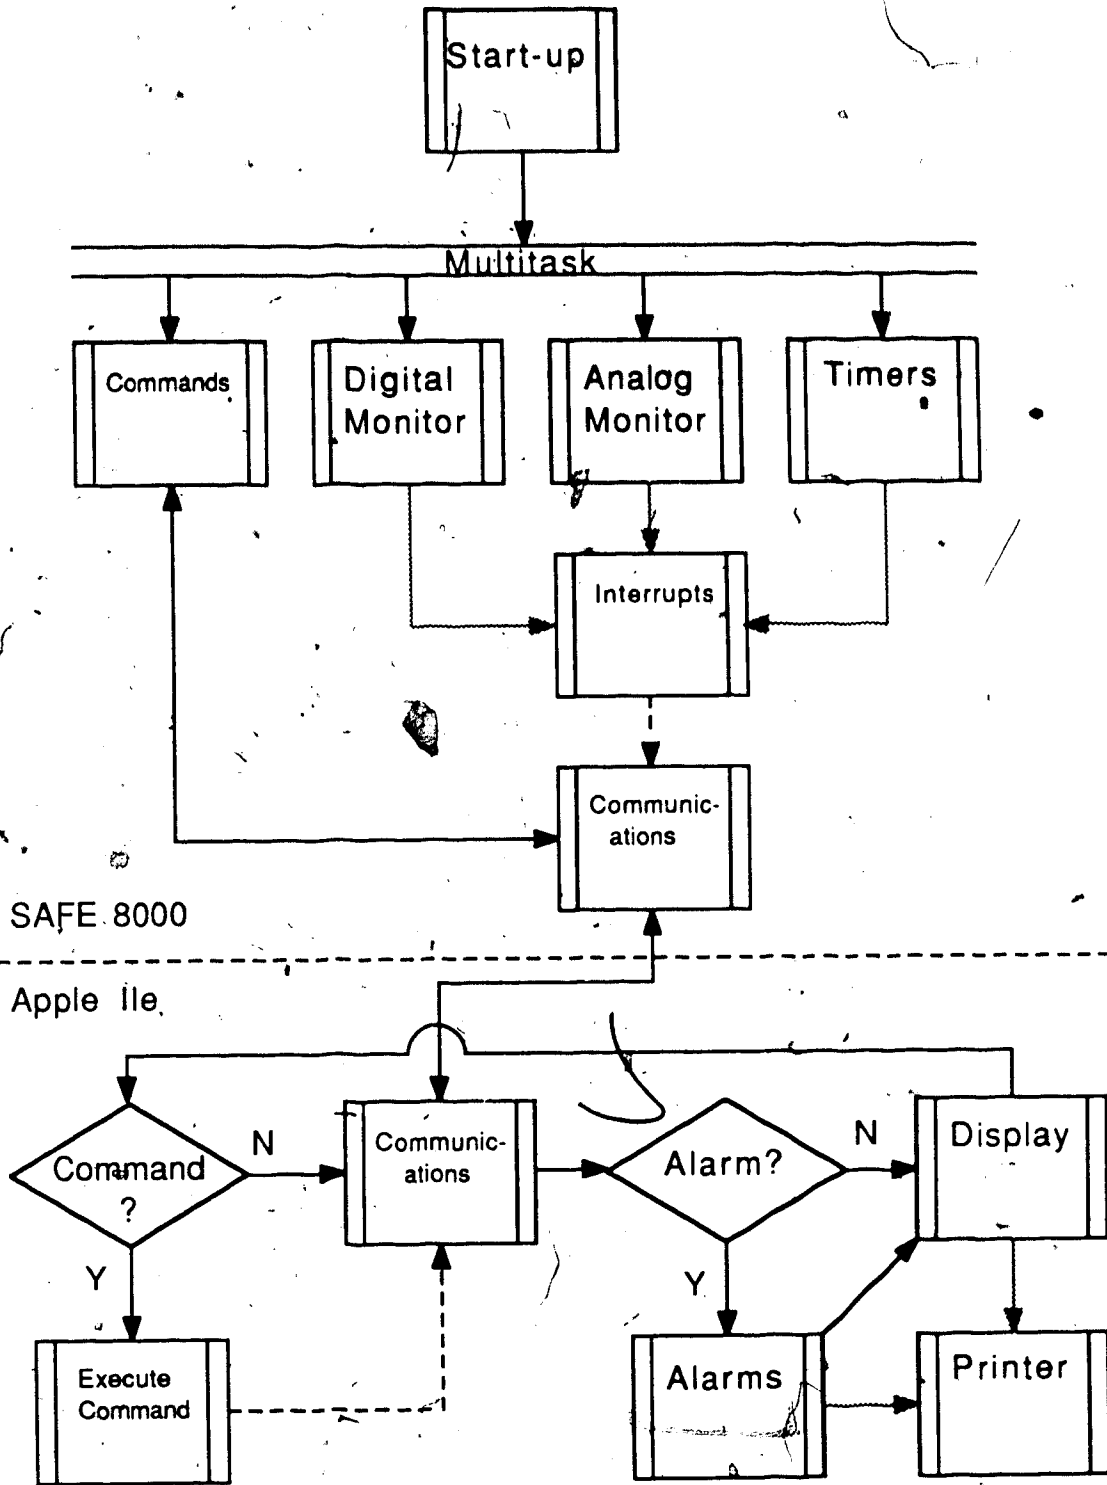 Start-up
Multitask
Commands
Digital
Monitor
Analog
Monitor
Timers
Interrupts
Communic-
ations
SAFE 8000
Apple IIe
Command
?
N
Communic-
ations
Alarm?
N
Display
Y
Y
Execute
Command
Alarms
Printer